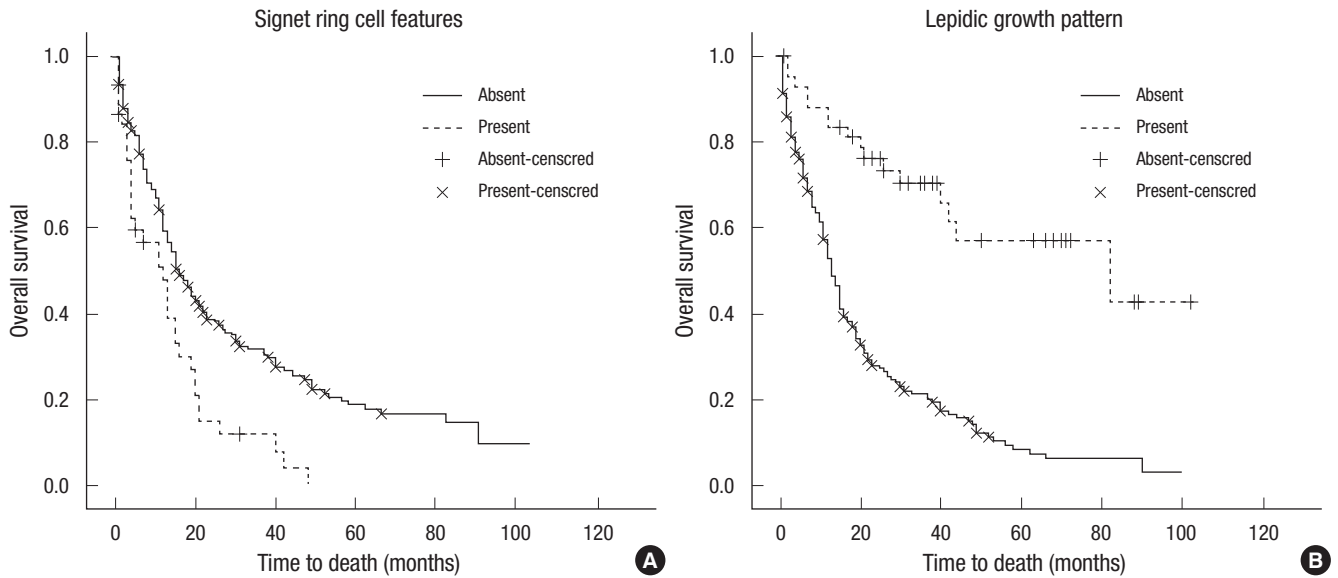 Signet ring cell features
1.0
0.8
0.6
0.4
0.2
0.0
Overall survival
Absent
Present
Absent-censcred
Present-censcred
0 20 40 60 80 100 120
Time to death (months)
A
Lepidic growth pattern
1.0
0.8
0.6
0.4
0.2
0.0
Overall survival
Absent
Present
Absent-censcred
Present-censcred
0 20 40 60 80 100 120
Time to death (months)
B